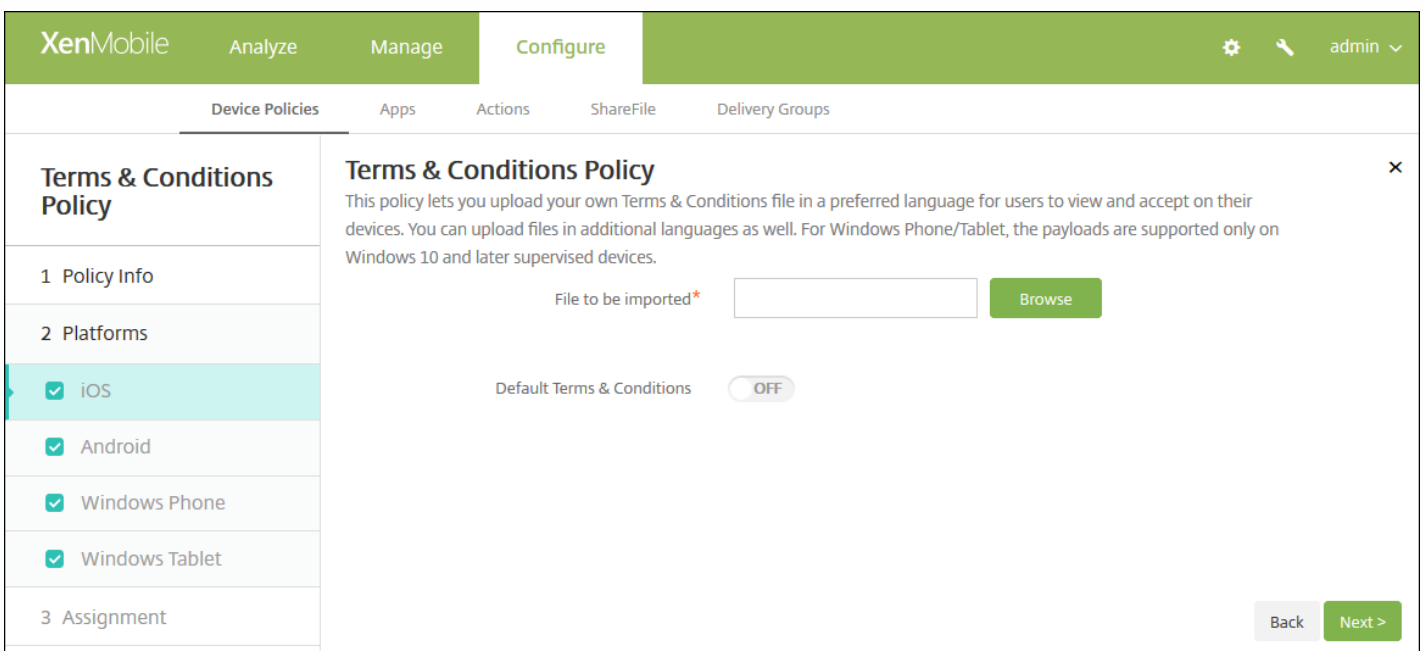 XenMobile Analyze Manage Configure admin
Device Policies Apps Actions ShareFile Delivery Groups
Terms & Conditions
Policy
1 Policy Info
2 Platforms
iOS
Android
Windows Phone
Windows Tablet
3 Assignment
Terms & Conditions Policy
This policy lets you upload your own Terms & Conditions file in a preferred language for users to view and accept on their
devices. You can upload files in additional languages as well. For Windows Phone/Tablet, the payloads are supported only on
Windows 10 and later supervised devices.
File to be imported* Browse
Default Terms & Conditions OFF
Back Next >